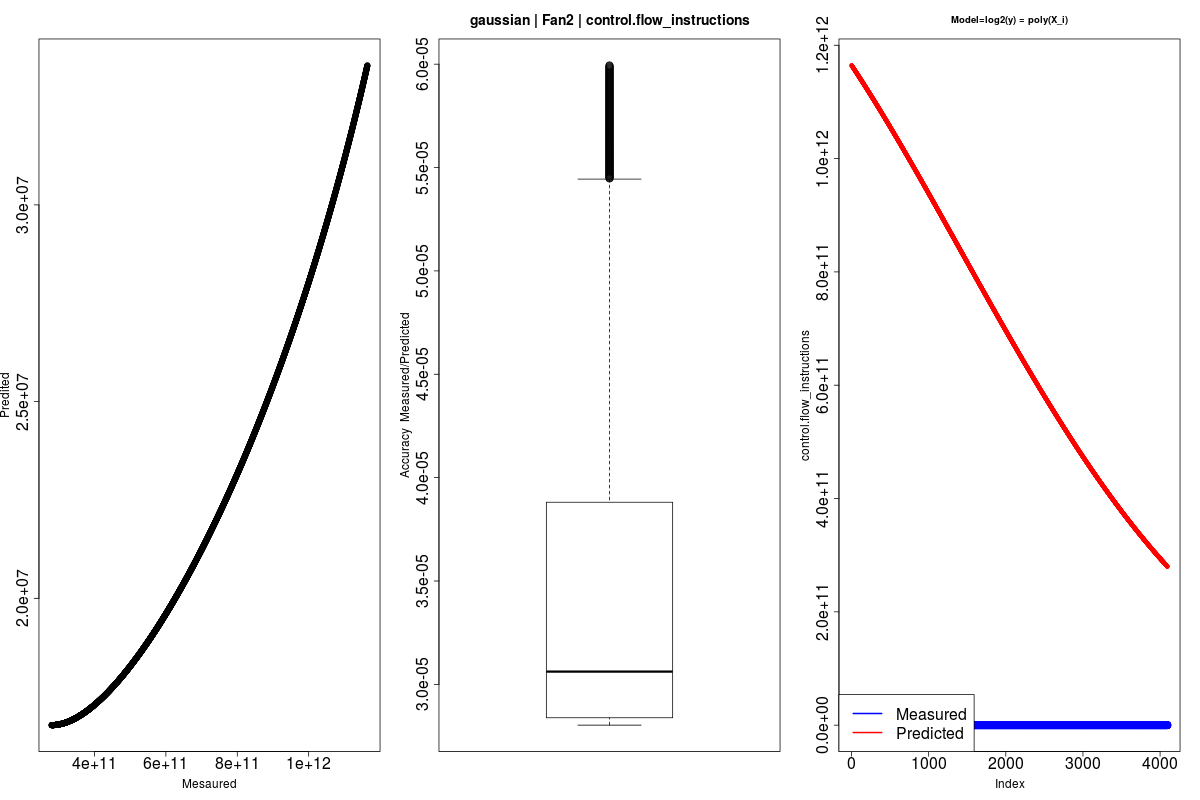 gaussian | Fan2 | control.flow_instructions
Model=log2(y) = poly(X_i)
Predited
2.0e+07
2.5e+07
3.0e+07
4e+11
6e+11
8e+11
1e+12
Mesaured
Accuracy Measured/Predicted
3.0e-05
3.5e-05
4.0e-05
4.5e-05
5.0e-05
5.5e-05
6.0e-05
control.flow_instructions
0.0e+00
2.0e+11
4.0e+11
6.0e+11
8.0e+11
1.0e+12
1.2e+12
Measured
Predicted
0
1000
2000
3000
4000
Index